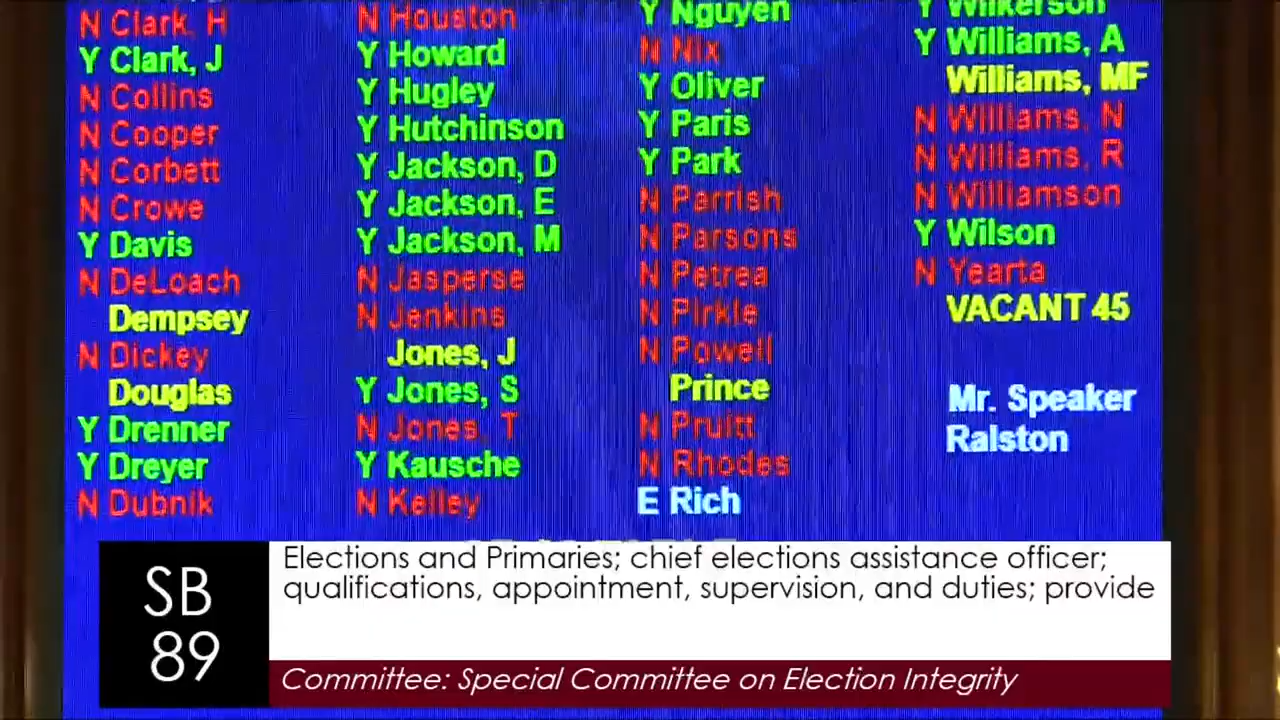 N Clark, H
Y Clark, J
N Collins
N Cooper
N Corbett
N Crowe
Y Davis
N DeLoach
Dempsey
N Dickey
Douglas
Y Drenner
Y Dreyer
N Dubnik
N Houston
Y Howard
Y Hugley
Y Hutchinson
Y Jackson, D
Y Jackson, E
Y Jackson, M
N Jasperse
N Jenkins
Jones, J
Y Jones, S
N Jones, T
Y Kausche
N Kelley
Y Nguyen
N Nix
Y Oliver
Y Paris
Y Park
N Parrish
N Parsons
N Petrea
N Pirkle
N Powell
Prince
N Pruitt
N Rhodes
E Rich
Y Wilkerson
Y Williams, A
Williams, MF
N Williams, N
N Williams, R
N Williamson
Y Wilson
N Yearta
VACANT 45
Mr. Speaker
Ralston
SB
89
Elections and Primaries; chief elections assistance officer;
qualifications, appointment, supervision, and duties; provide
Committee: Special Committee on Election Integrity